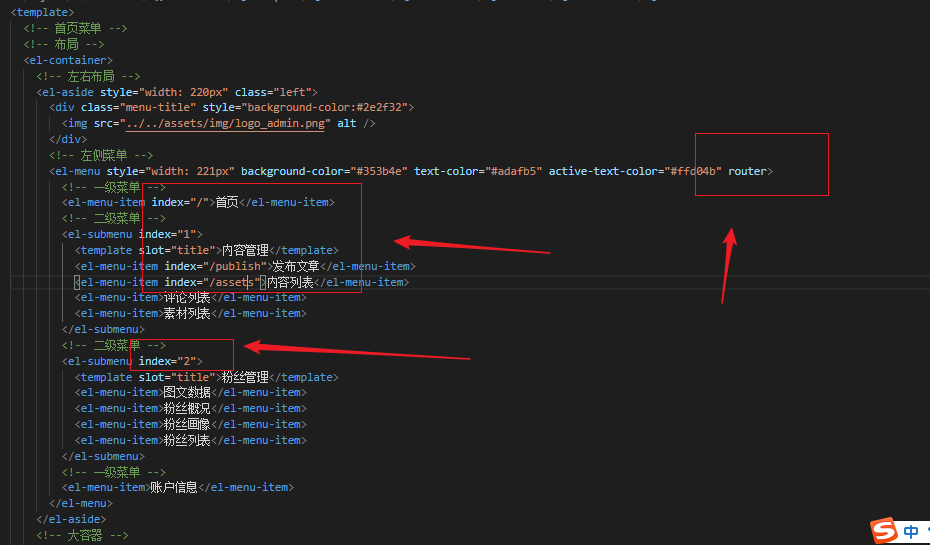 <template>
<!-- 首页菜单 -->
<!-- 布局 -->
<el-container>
<!-- 左右布局 -->
<el-aside style="width: 220px" class="left">
<div class="menu-title" style="background-color:#2e2f32">
<img src="../../assets/img/logo_admin.png" alt />
</div>
<!-- 左侧菜单 -->
<el-menu style="width: 221px" background-color="#353b4e" text-color="#adafb5" active-text-color="#ffd04b" router>
<!-- 一级菜单 -->
<el-menu-item index="/">首页</el-menu-item>
<!-- 二级菜单 -->
<el-submenu index="1">
<template slot="title">内容管理</template>
<el-menu-item index="/publish">发布文章</el-menu-item>
<el-menu-item index="/assets">内容列表</el-menu-item>
<el-menu-item>评论列表</el-menu-item>
<el-menu-item>素材列表</el-menu-item>
</el-submenu>
<!-- 二级菜单 -->
<el-submenu index="2">
<template slot="title">粉丝管理</template>
<el-menu-item>图文数据</el-menu-item>
<el-menu-item>粉丝概况</el-menu-item>
<el-menu-item>粉丝画像</el-menu-item>
<el-menu-item>粉丝列表</el-menu-item>
</el-submenu>
<!-- 一级菜单 -->
<el-menu-item>账户信息</el-menu-item>
</el-menu>
</el-aside>
<!-- 大容器 -->
S 中